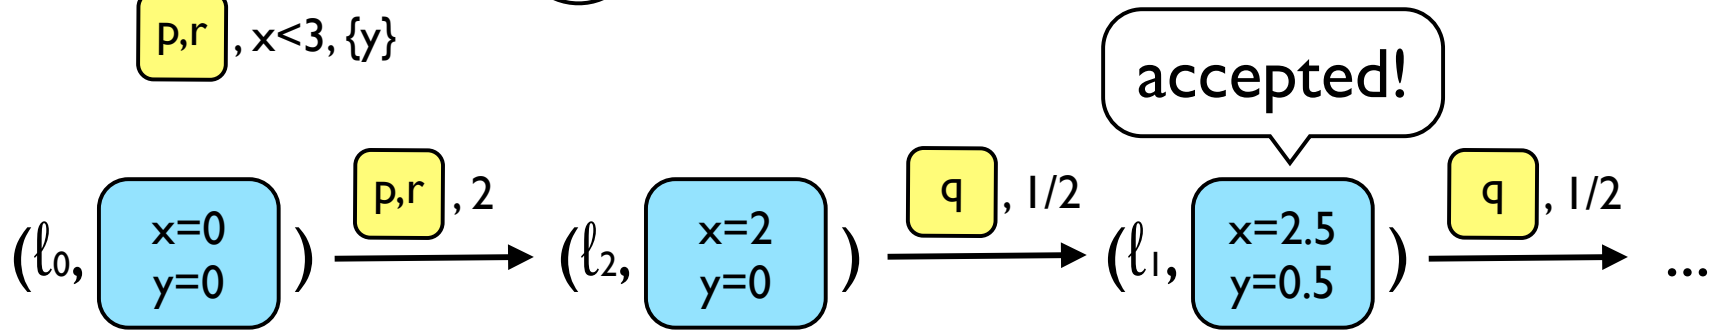 p,r , x<3, {y}
accepted!
p,r , 2
q , 1/2
q , 1/2
(ℓ0, x=0 y=0 )
(ℓ2, x=2 y=0 )
(ℓ1, x=2.5 y=0.5 )
...